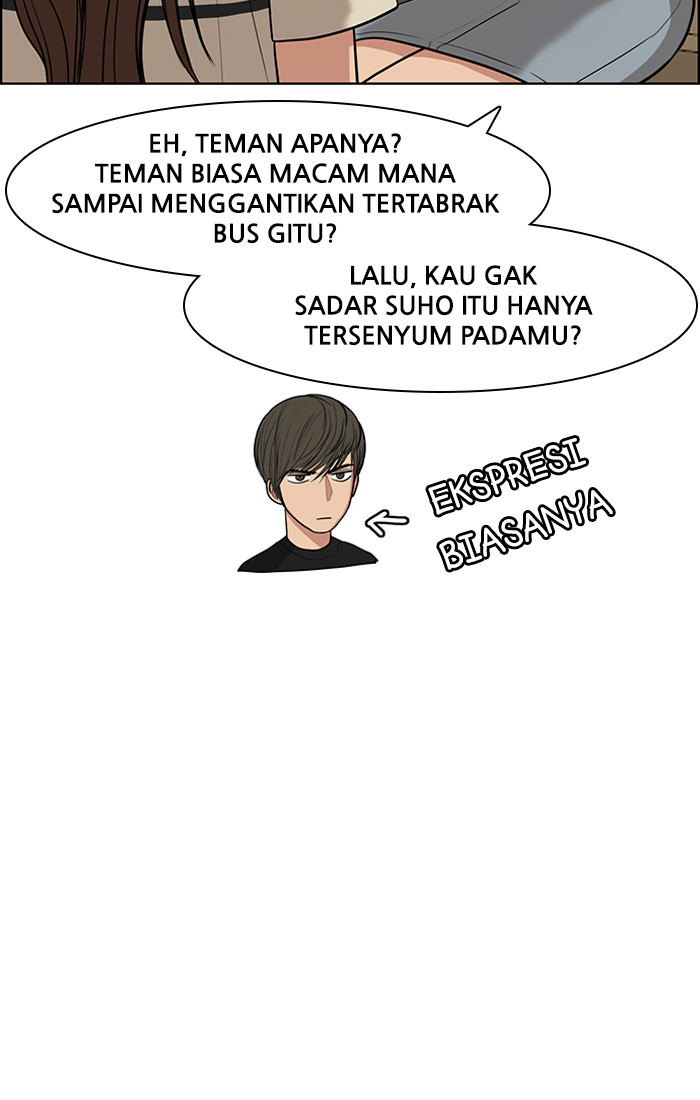 EH, TEMAN APANYA?
TEMAN BIASA MACAM MANA
SAMPAI MENGGANTIKAN TERTABRAK
BUS GITU?
LALU, KAU GAK
SADAR SUHO ITU HANYA
TERSENYUM PADAMU?
EKSPRESI
BIASANYA